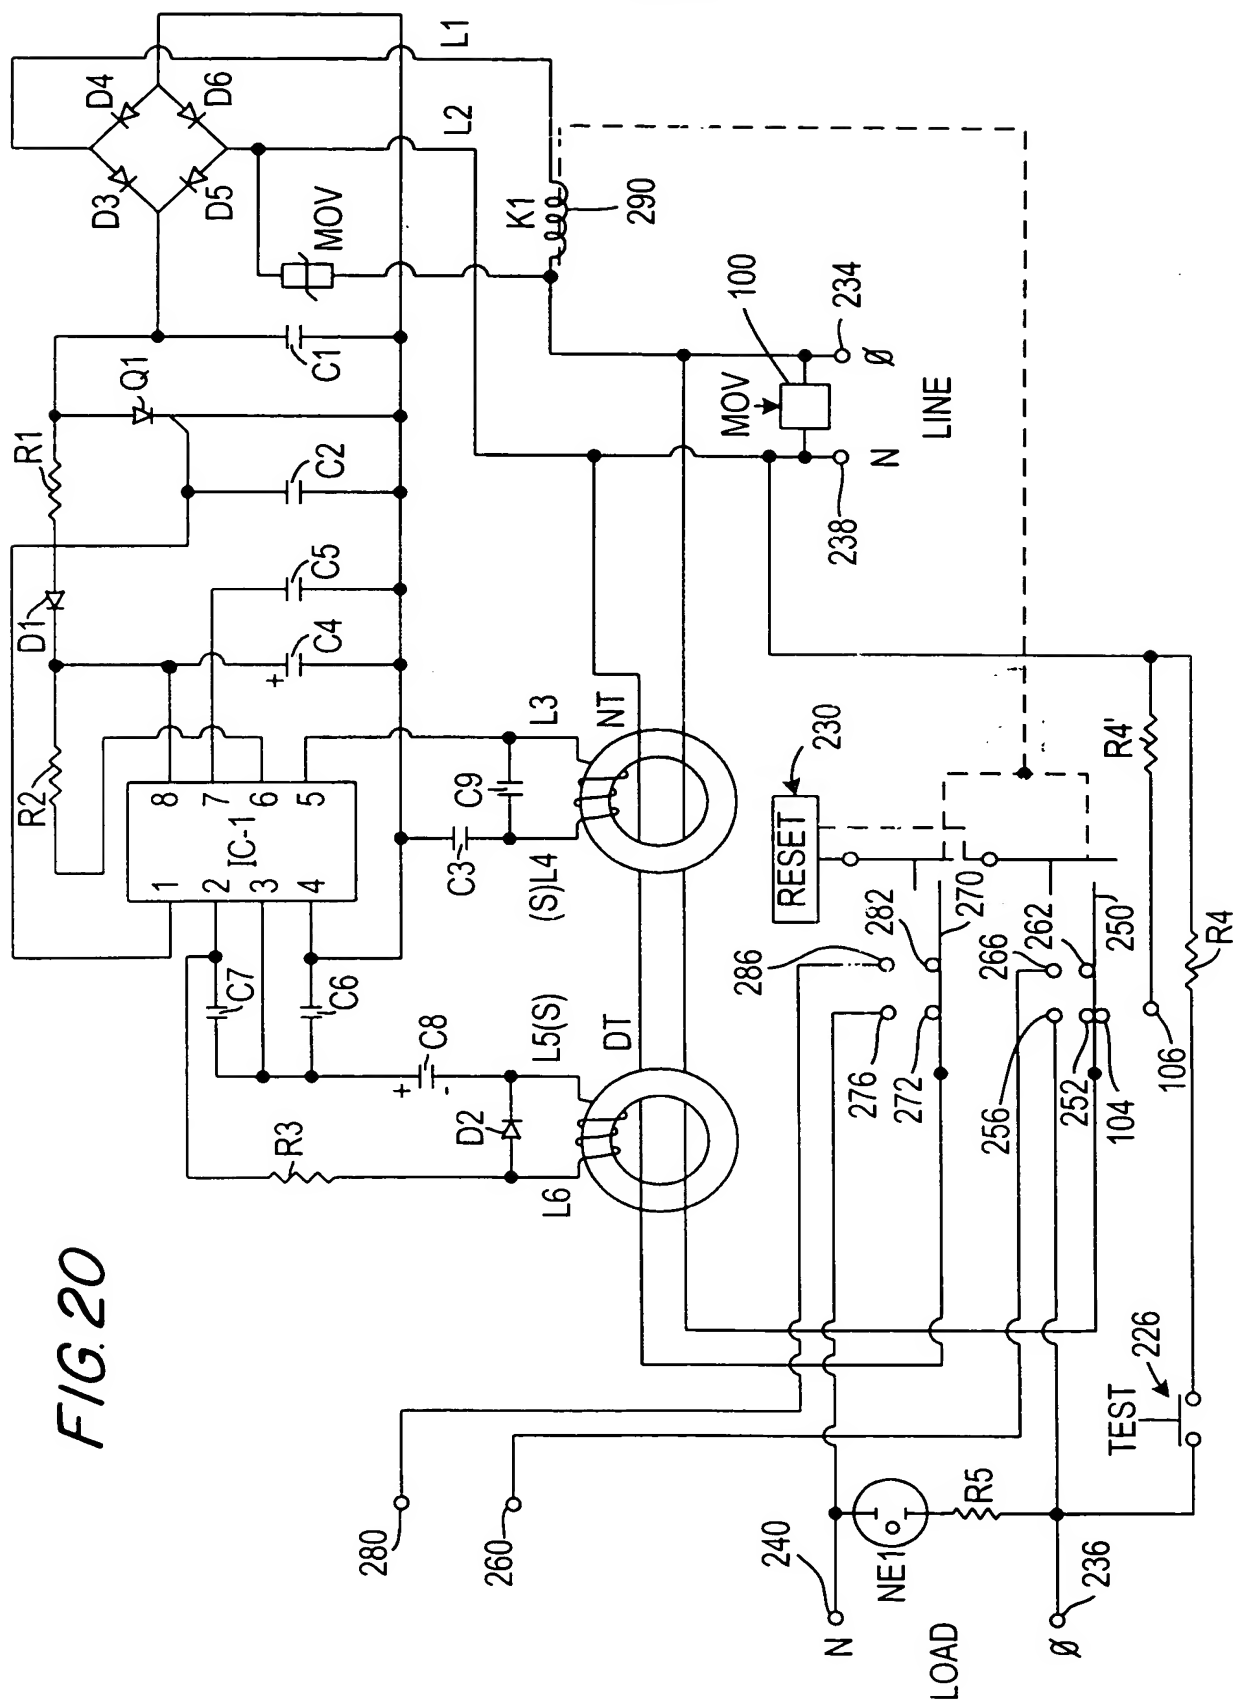 FIG. 20
L1
L2
D4
D6
D3
D5
MOV
K1
290
C1
Q1
R1
C2
D1
C5
C4
+
R2
IC-1
1
2
3
4
8
7
6
5
C7
C6
C8
+
-
R3
D2
L6
L5(S)
DT
C3
C9
(S)L4
L3
NT
100
MOV
234
Ø
N
238
LINE
RESET
230
286
282
270
276
272
266
262
250
256
252
104
106
R4'
R4
226
TEST
280
260
240
N
NE1
R5
236
Ø
LOAD